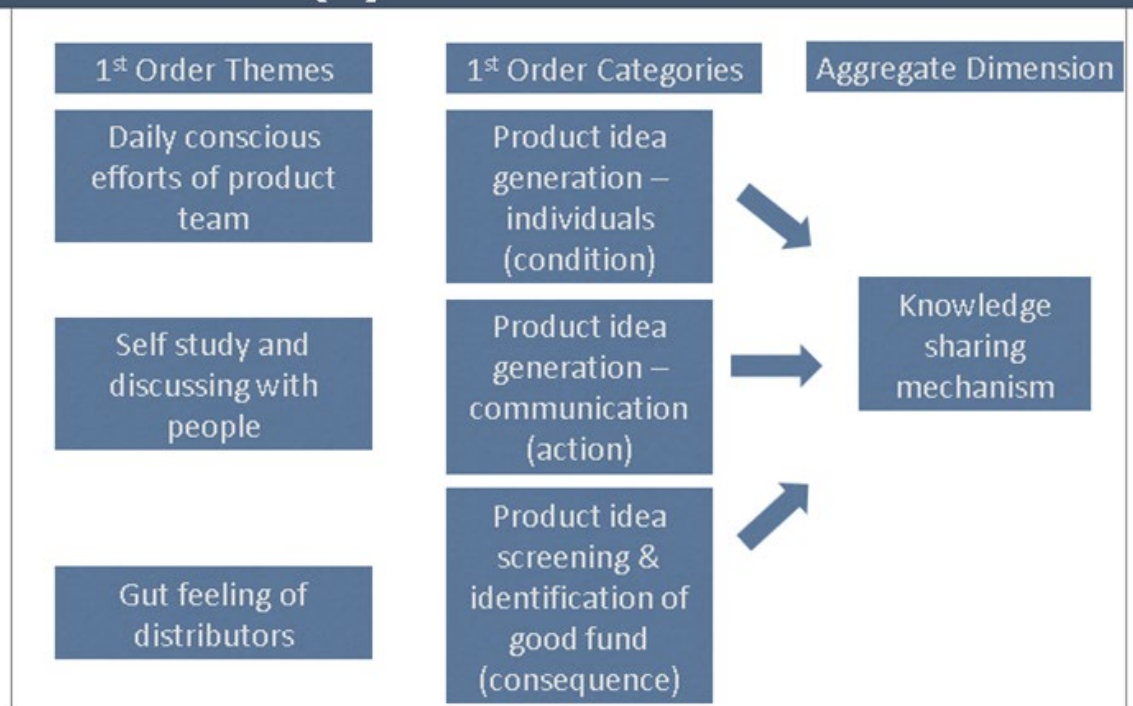 1st Order Themes
1st Order Categories
Aggregate Dimension
Daily conscious
efforts of product
team
Product idea
generation –
individuals
(condition)
Self study and
discussing with
people
Product idea
generation –
communication
(action)
Knowledge
sharing
mechanism
Gut feeling of
distributors
Product idea
screening &
identification of
good fund
(consequence)